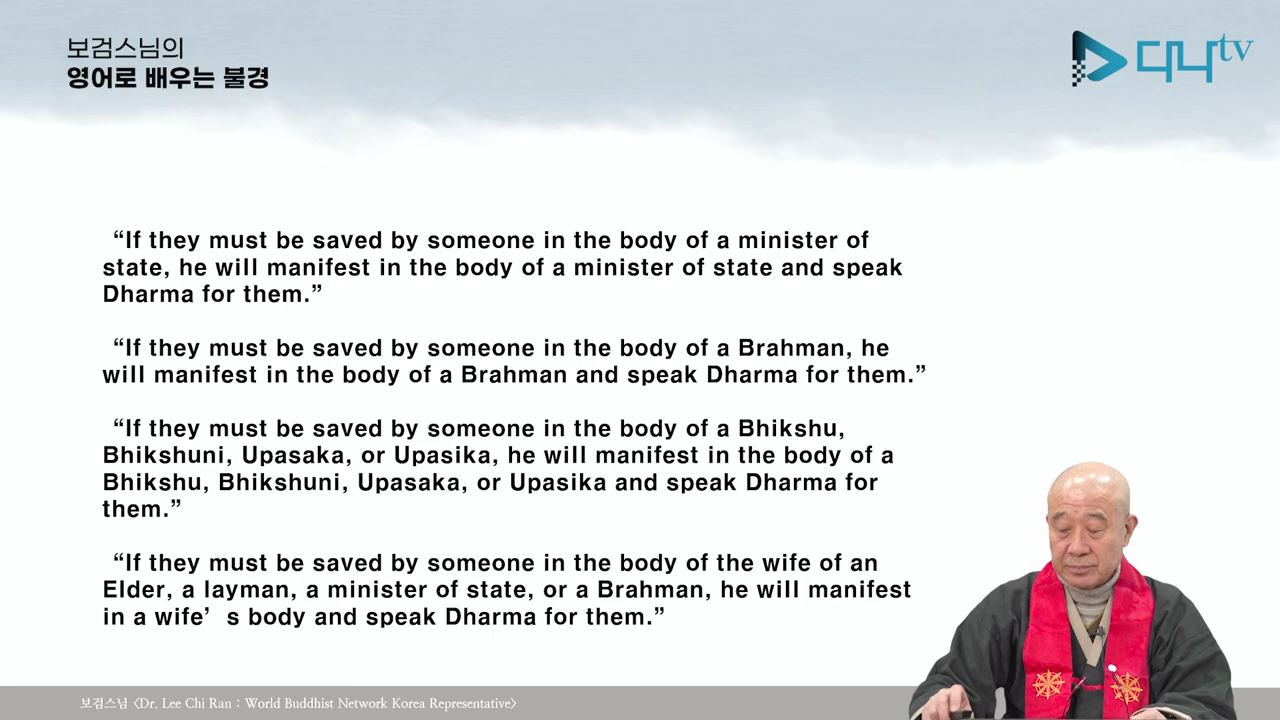 보검스님의
영어로 배우는 불경
다나tv
“If they must be saved by someone in the body of a minister of
state, he will manifest in the body of a minister of state and speak
Dharma for them.”
“If they must be saved by someone in the body of a Brahman, he
will manifest in the body of a Brahman and speak Dharma for them.”
“If they must be saved by someone in the body of a Bhikshu,
Bhikshuni, Upasaka, or Upasika, he will manifest in the body of a
Bhikshu, Bhikshuni, Upasaka, or Upasika and speak Dharma for
them.”
“If they must be saved by someone in the body of the wife of an
Elder, a layman, a minister of state, or a Brahman, he will manifest
in a wife’s body and speak Dharma for them.”
보검스님 <Dr. Lee Chi Ran : World Buddhist Network Korea Representative>